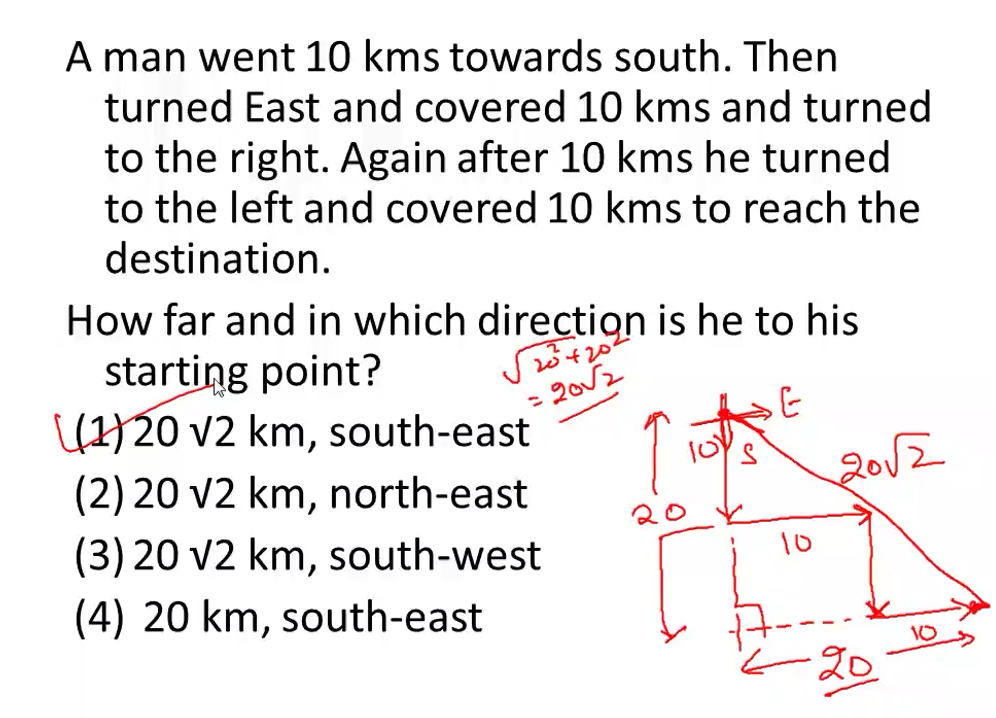 A man went 10 kms towards south. Then
turned East and covered 10 kms and turned
to the right. Again after 10 kms he turned
to the left and covered 10 kms to reach the
destination.
How far and in which direction is he to his
starting point?
√20²+20²
= 20√2
(1) 20 √2 km, south-east
(2) 20 √2 km, north-east
(3) 20 √2 km, south-west
(4) 20 km, south-east
E
10 S
20√2
20
10
10
20